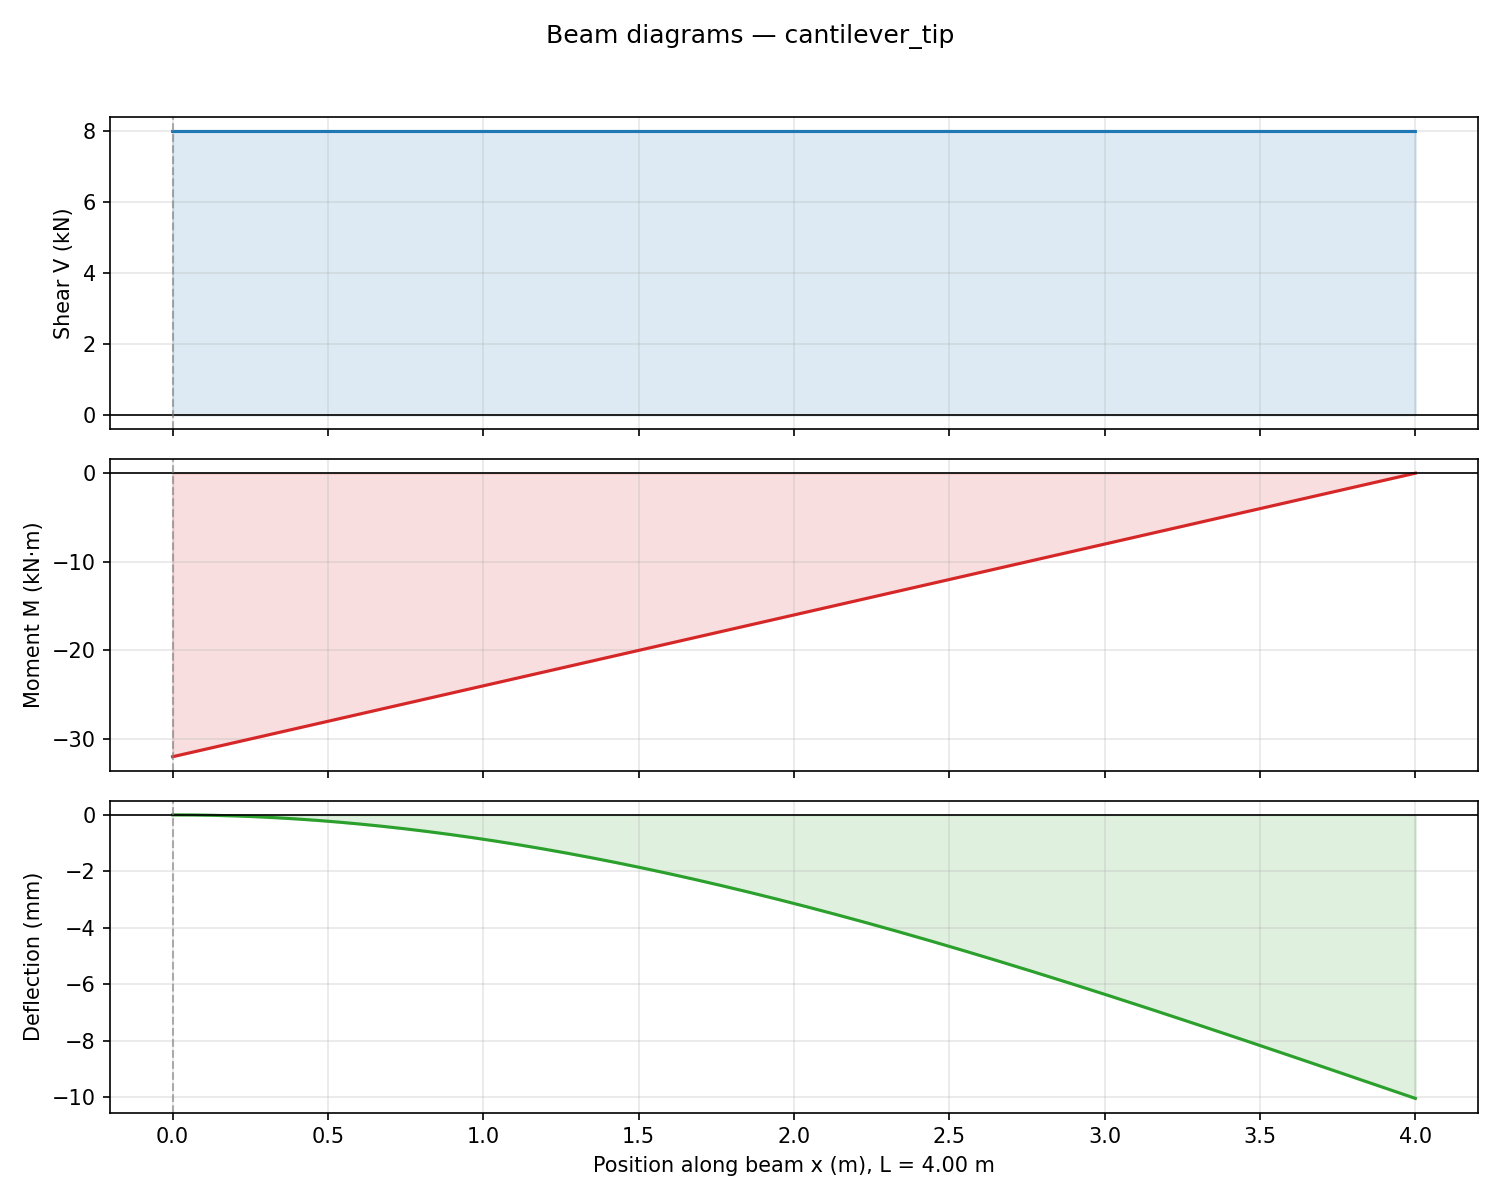 Beam diagrams — cantilever_tip
Shear V (kN)
8
6
4
2
0
Moment M (kN·m)
0
−10
−20
−30
Deflection (mm)
0
−2
−4
−6
−8
−10
0.0 0.5 1.0 1.5 2.0 2.5 3.0 3.5 4.0
Position along beam x (m), L = 4.00 m